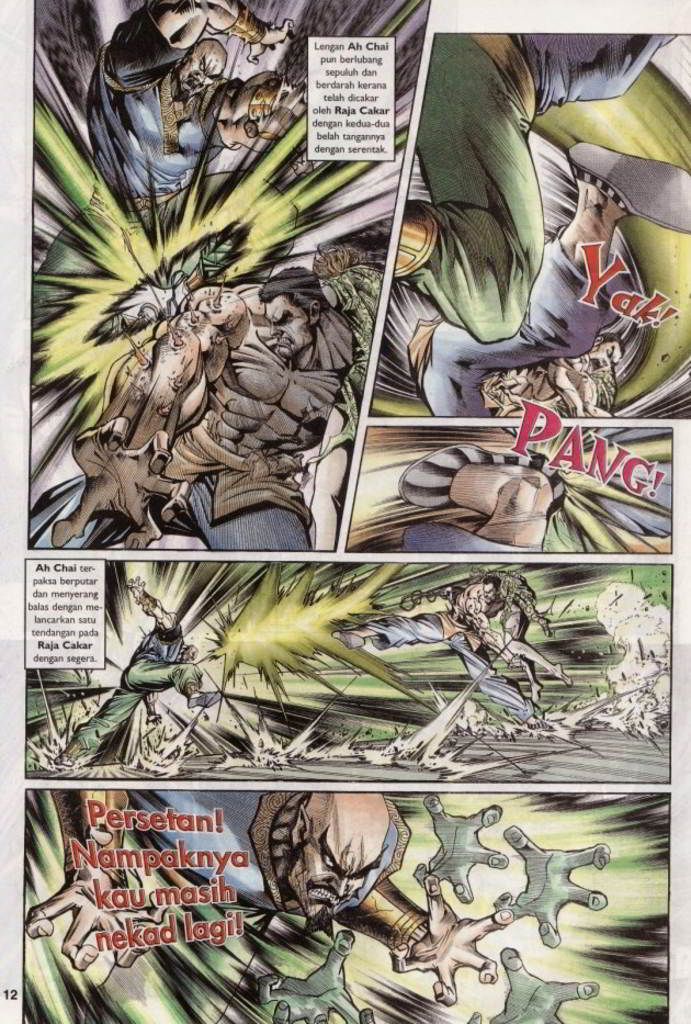 Lengan Ah Chai
pun berlubang
sepuluh dan
berdarah kerana
telah dicakar
oleh Raja Cakar
dengan kedua-dua
belah tangannya
dengan serentak.
Yak!
PANG!
Ah Chai ter-
paksa berputar
dan menyerang
balas dengan me-
lancarkan satu
tendangan pada
Raja Cakar
dengan segera.
Persetan!
Nampaknya
kau masih
nekad lagi!
12